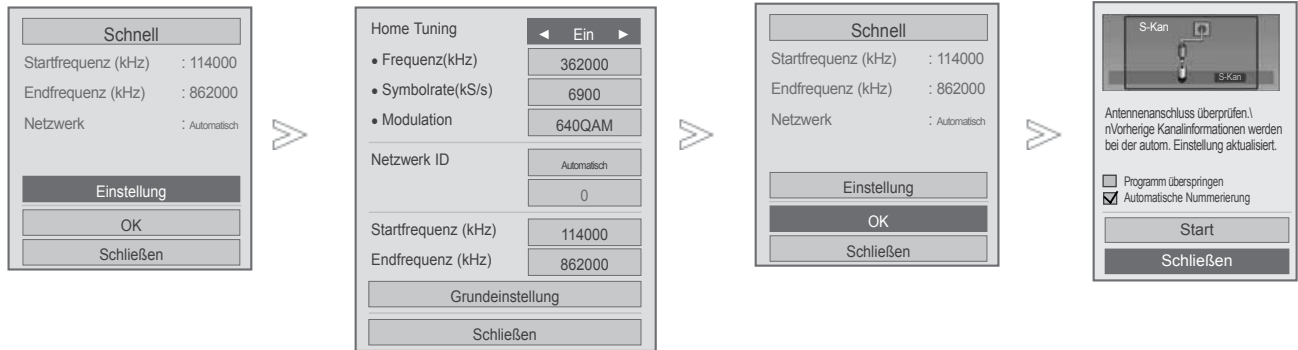 Schnell
Startfrequenz (kHz) : 114000
Endfrequenz (kHz) : 862000
Netzwerk : Automatisch
Einstellung
OK
Schließen
Home Tuning ◄ Ein ►
• Frequenz(kHz) 362000
• Symbolrate(kS/s) 6900
• Modulation 640QAM
Netzwerk ID Automatisch
0
Startfrequenz (kHz) 114000
Endfrequenz (kHz) 862000
Grundeinstellung
Schließen
Schnell
Startfrequenz (kHz) : 114000
Endfrequenz (kHz) : 862000
Netzwerk : Automatisch
Einstellung
OK
Schließen
S-Kan
S-Kan
Antennenanschluss überprüfen.\
nVorherige Kanalinformationen werden
bei der autom. Einstellung aktualisiert.
Programm überspringen
Automatische Nummerierung
Start
Schließen